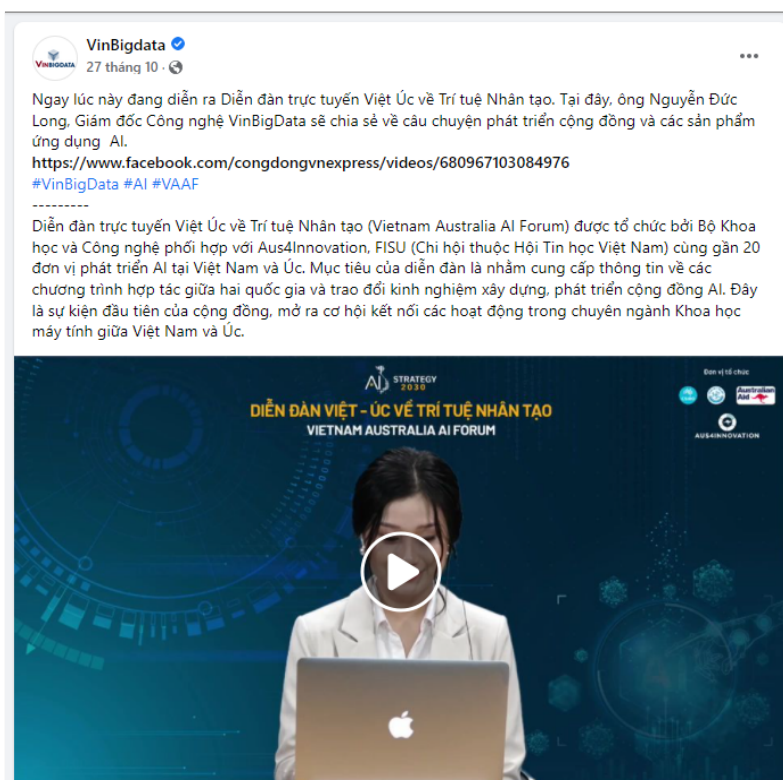 VinBigdata
VINBIGDATA
27 tháng 10 ·
Ngay lúc này đang diễn ra Diễn đàn trực tuyến Việt Úc về Trí tuệ Nhân tạo. Tại đây, ông Nguyễn Đức
Long, Giám đốc Công nghệ VinBigData sẽ chia sẻ về câu chuyện phát triển cộng đồng và các sản phẩm
ứng dụng AI.
https://www.facebook.com/congdongvnexpress/videos/680967103084976
#VinBigData #AI #VAAF
---------
Diễn đàn trực tuyến Việt Úc về Trí tuệ Nhân tạo (Vietnam Australia AI Forum) được tổ chức bởi Bộ Khoa
học và Công nghệ phối hợp với Aus4Innovation, FISU (Chi hội thuộc Hội Tin học Việt Nam) cùng gần 20
đơn vị phát triển AI tại Việt Nam và Úc. Mục tiêu của diễn đàn là nhằm cung cấp thông tin về các
chương trình hợp tác giữa hai quốc gia và trao đổi kinh nghiệm xây dựng, phát triển cộng đồng AI. Đây
là sự kiện đầu tiên của cộng đồng, mở ra cơ hội kết nối các hoạt động trong chuyên ngành Khoa học
máy tính giữa Việt Nam và Úc.
AI STRATEGY
2030
Đơn vị tổ chức
Australian
Aid
DIỄN ĐÀN VIỆT - ÚC VỀ TRÍ TUỆ NHÂN TẠO
VIETNAM AUSTRALIA AI FORUM
AUS4INNOVATION